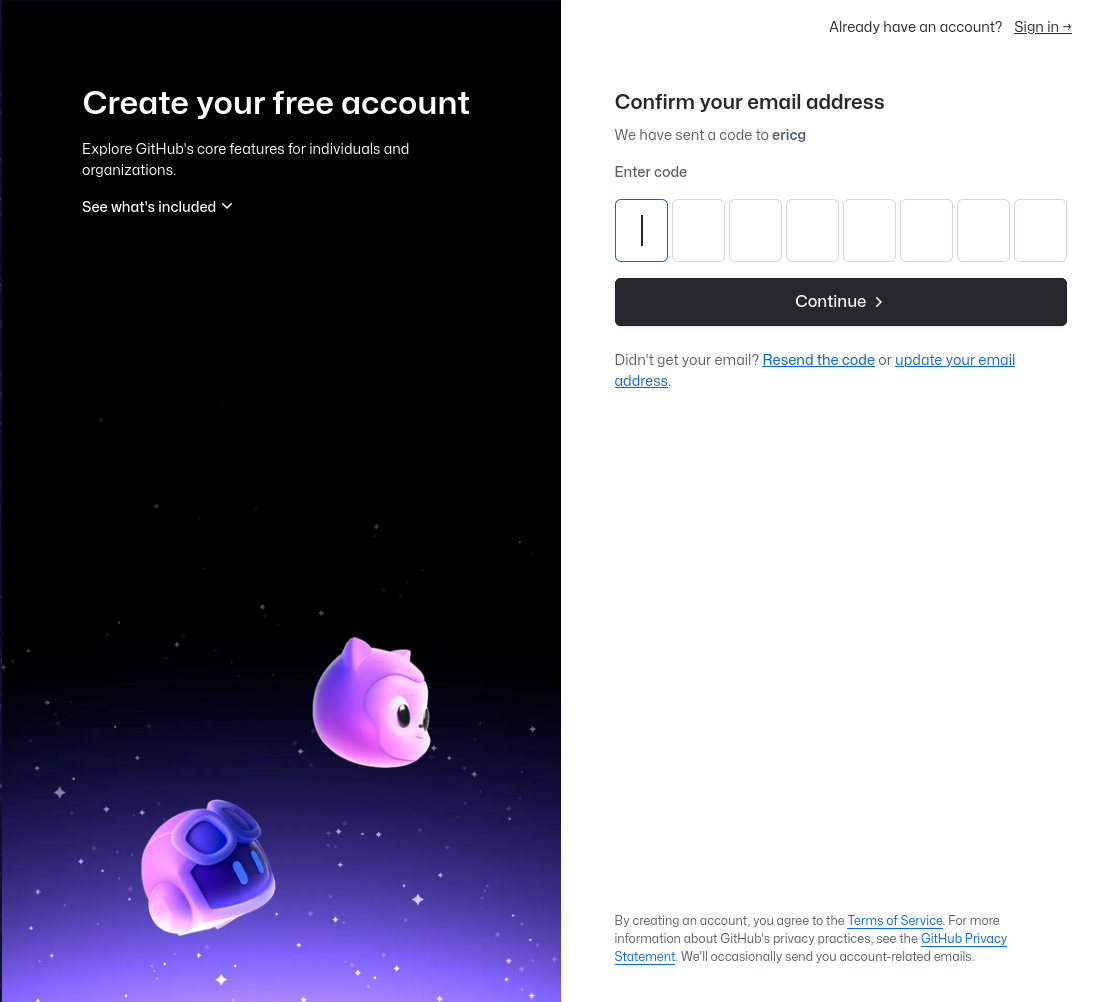 Already have an account? Sign in →
Create your free account
Explore GitHub's core features for individuals and
organizations.
See what's included
Confirm your email address
We have sent a code to ericg
Enter code
Continue
Didn't get your email? Resend the code or update your email
address.
By creating an account, you agree to the Terms of Service. For more
information about GitHub's privacy practices, see the GitHub Privacy
Statement. We'll occasionally send you account-related emails.